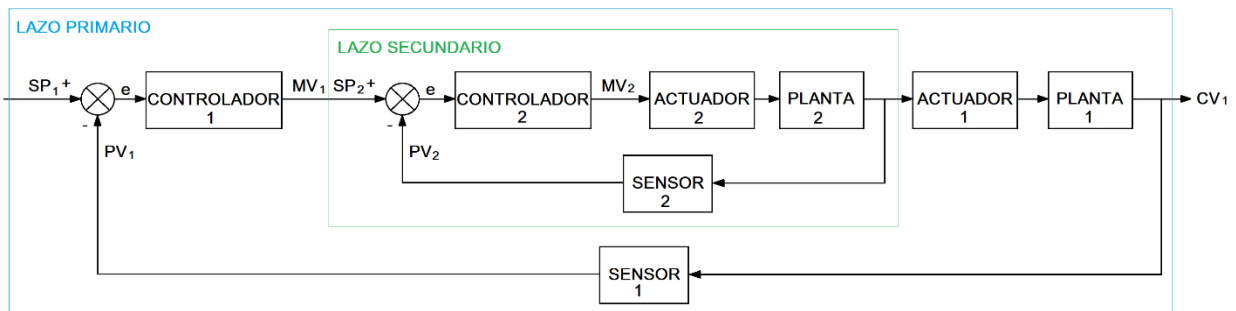 LAZO PRIMARIO
LAZO SECUNDARIO
SP₁ +
-
e
CONTROLADOR
1
MV₁
SP₂ +
-
e
CONTROLADOR
2
MV₂
ACTUADOR
2
PLANTA
2
ACTUADOR
1
PLANTA
1
CV₁
PV₁
PV₂
SENSOR
2
SENSOR
1